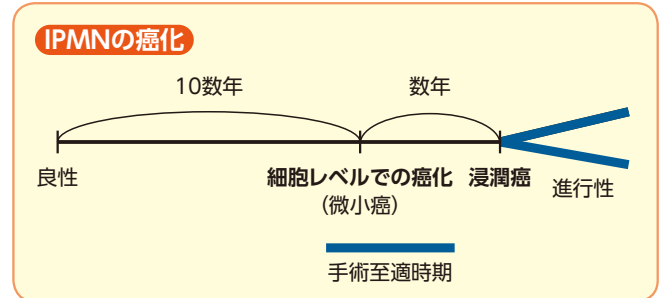 IPMNの癌化
10数年
数年
良性
細胞レベルでの癌化
(微小癌)
浸潤癌
進行性
手術至適時期